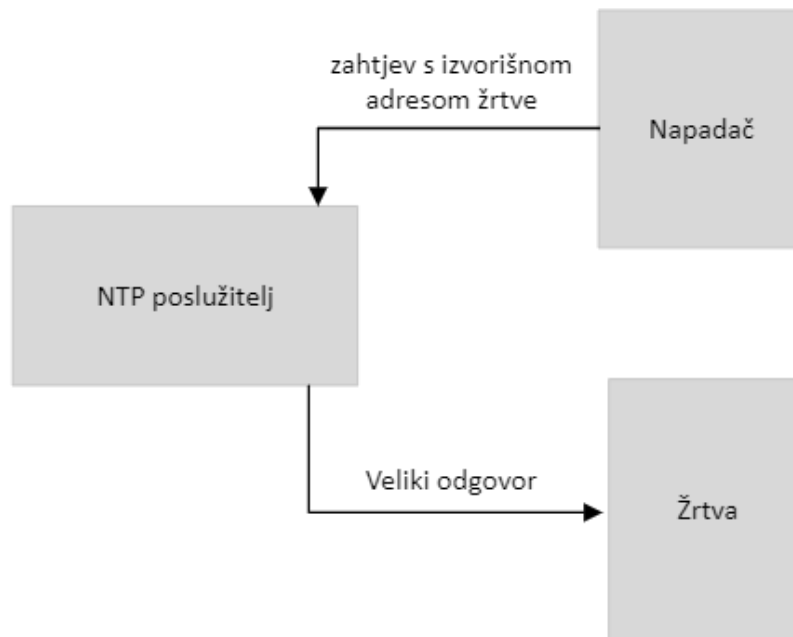 zahtjev s izvorišnom
adresom žrtve
Napadač
NTP poslužitelj
Veliki odgovor
Žrtva